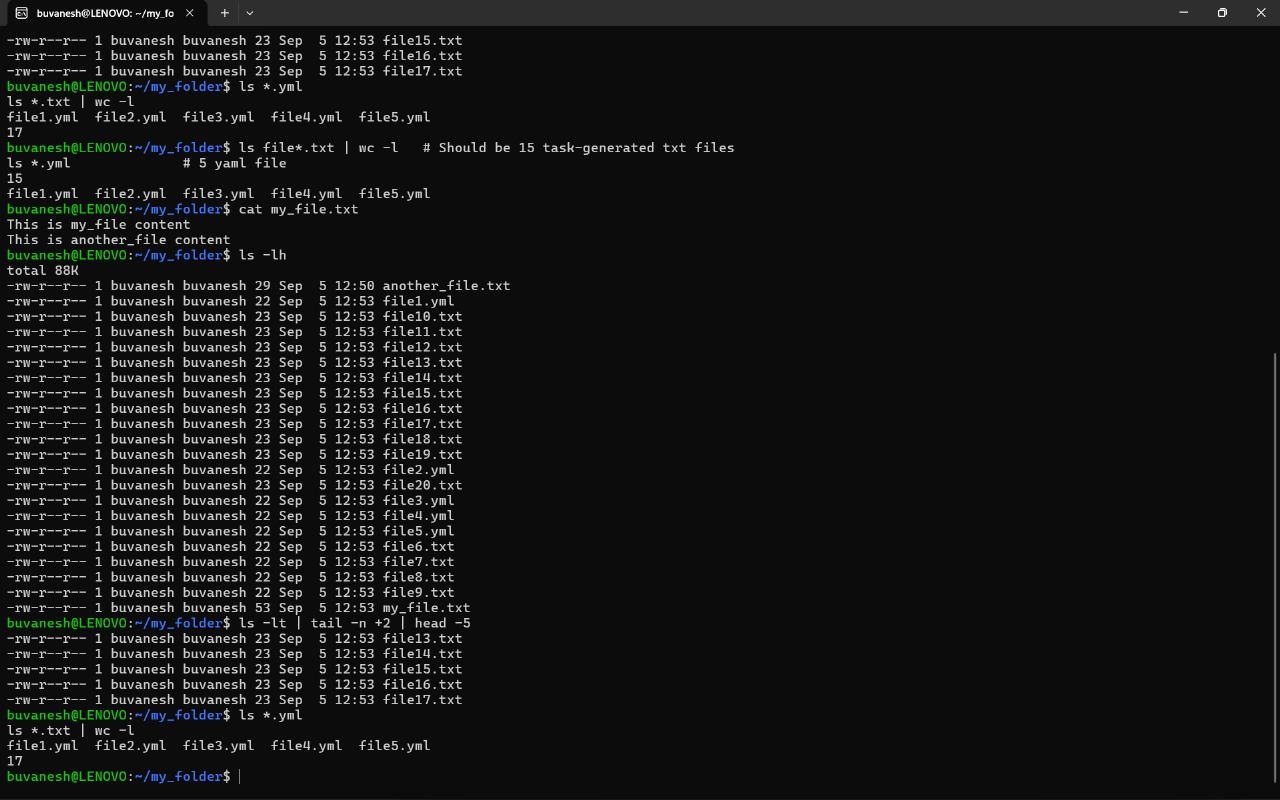 buvanesh@LENOVO: ~/my_fo
-rw-r--r-- 1 buvanesh buvanesh 23 Sep  5 12:53 file15.txt
-rw-r--r-- 1 buvanesh buvanesh 23 Sep  5 12:53 file16.txt
-rw-r--r-- 1 buvanesh buvanesh 23 Sep  5 12:53 file17.txt
buvanesh@LENOVO:~/my_folder$ ls *.yml
ls *.txt | wc -l
file1.yml  file2.yml  file3.yml  file4.yml  file5.yml
17
buvanesh@LENOVO:~/my_folder$ ls file*.txt | wc -l   # Should be 15 task-generated txt files
ls *.yml              # 5 yaml file
15
file1.yml  file2.yml  file3.yml  file4.yml  file5.yml
buvanesh@LENOVO:~/my_folder$ cat my_file.txt
This is my_file content
This is another_file content
buvanesh@LENOVO:~/my_folder$ ls -lh
total 88K
-rw-r--r-- 1 buvanesh buvanesh 29 Sep  5 12:50 another_file.txt
-rw-r--r-- 1 buvanesh buvanesh 22 Sep  5 12:53 file1.yml
-rw-r--r-- 1 buvanesh buvanesh 23 Sep  5 12:53 file10.txt
-rw-r--r-- 1 buvanesh buvanesh 23 Sep  5 12:53 file11.txt
-rw-r--r-- 1 buvanesh buvanesh 23 Sep  5 12:53 file12.txt
-rw-r--r-- 1 buvanesh buvanesh 23 Sep  5 12:53 file13.txt
-rw-r--r-- 1 buvanesh buvanesh 23 Sep  5 12:53 file14.txt
-rw-r--r-- 1 buvanesh buvanesh 23 Sep  5 12:53 file15.txt
-rw-r--r-- 1 buvanesh buvanesh 23 Sep  5 12:53 file16.txt
-rw-r--r-- 1 buvanesh buvanesh 23 Sep  5 12:53 file17.txt
-rw-r--r-- 1 buvanesh buvanesh 23 Sep  5 12:53 file18.txt
-rw-r--r-- 1 buvanesh buvanesh 23 Sep  5 12:53 file19.txt
-rw-r--r-- 1 buvanesh buvanesh 22 Sep  5 12:53 file2.yml
-rw-r--r-- 1 buvanesh buvanesh 23 Sep  5 12:53 file20.txt
-rw-r--r-- 1 buvanesh buvanesh 22 Sep  5 12:53 file3.yml
-rw-r--r-- 1 buvanesh buvanesh 22 Sep  5 12:53 file4.yml
-rw-r--r-- 1 buvanesh buvanesh 22 Sep  5 12:53 file5.yml
-rw-r--r-- 1 buvanesh buvanesh 22 Sep  5 12:53 file6.txt
-rw-r--r-- 1 buvanesh buvanesh 22 Sep  5 12:53 file7.txt
-rw-r--r-- 1 buvanesh buvanesh 22 Sep  5 12:53 file8.txt
-rw-r--r-- 1 buvanesh buvanesh 22 Sep  5 12:53 file9.txt
-rw-r--r-- 1 buvanesh buvanesh 53 Sep  5 12:53 my_file.txt
buvanesh@LENOVO:~/my_folder$ ls -lt | tail -n +2 | head -5
-rw-r--r-- 1 buvanesh buvanesh 23 Sep  5 12:53 file13.txt
-rw-r--r-- 1 buvanesh buvanesh 23 Sep  5 12:53 file14.txt
-rw-r--r-- 1 buvanesh buvanesh 23 Sep  5 12:53 file15.txt
-rw-r--r-- 1 buvanesh buvanesh 23 Sep  5 12:53 file16.txt
-rw-r--r-- 1 buvanesh buvanesh 23 Sep  5 12:53 file17.txt
buvanesh@LENOVO:~/my_folder$ ls *.yml
ls *.txt | wc -l
file1.yml  file2.yml  file3.yml  file4.yml  file5.yml
17
buvanesh@LENOVO:~/my_folder$